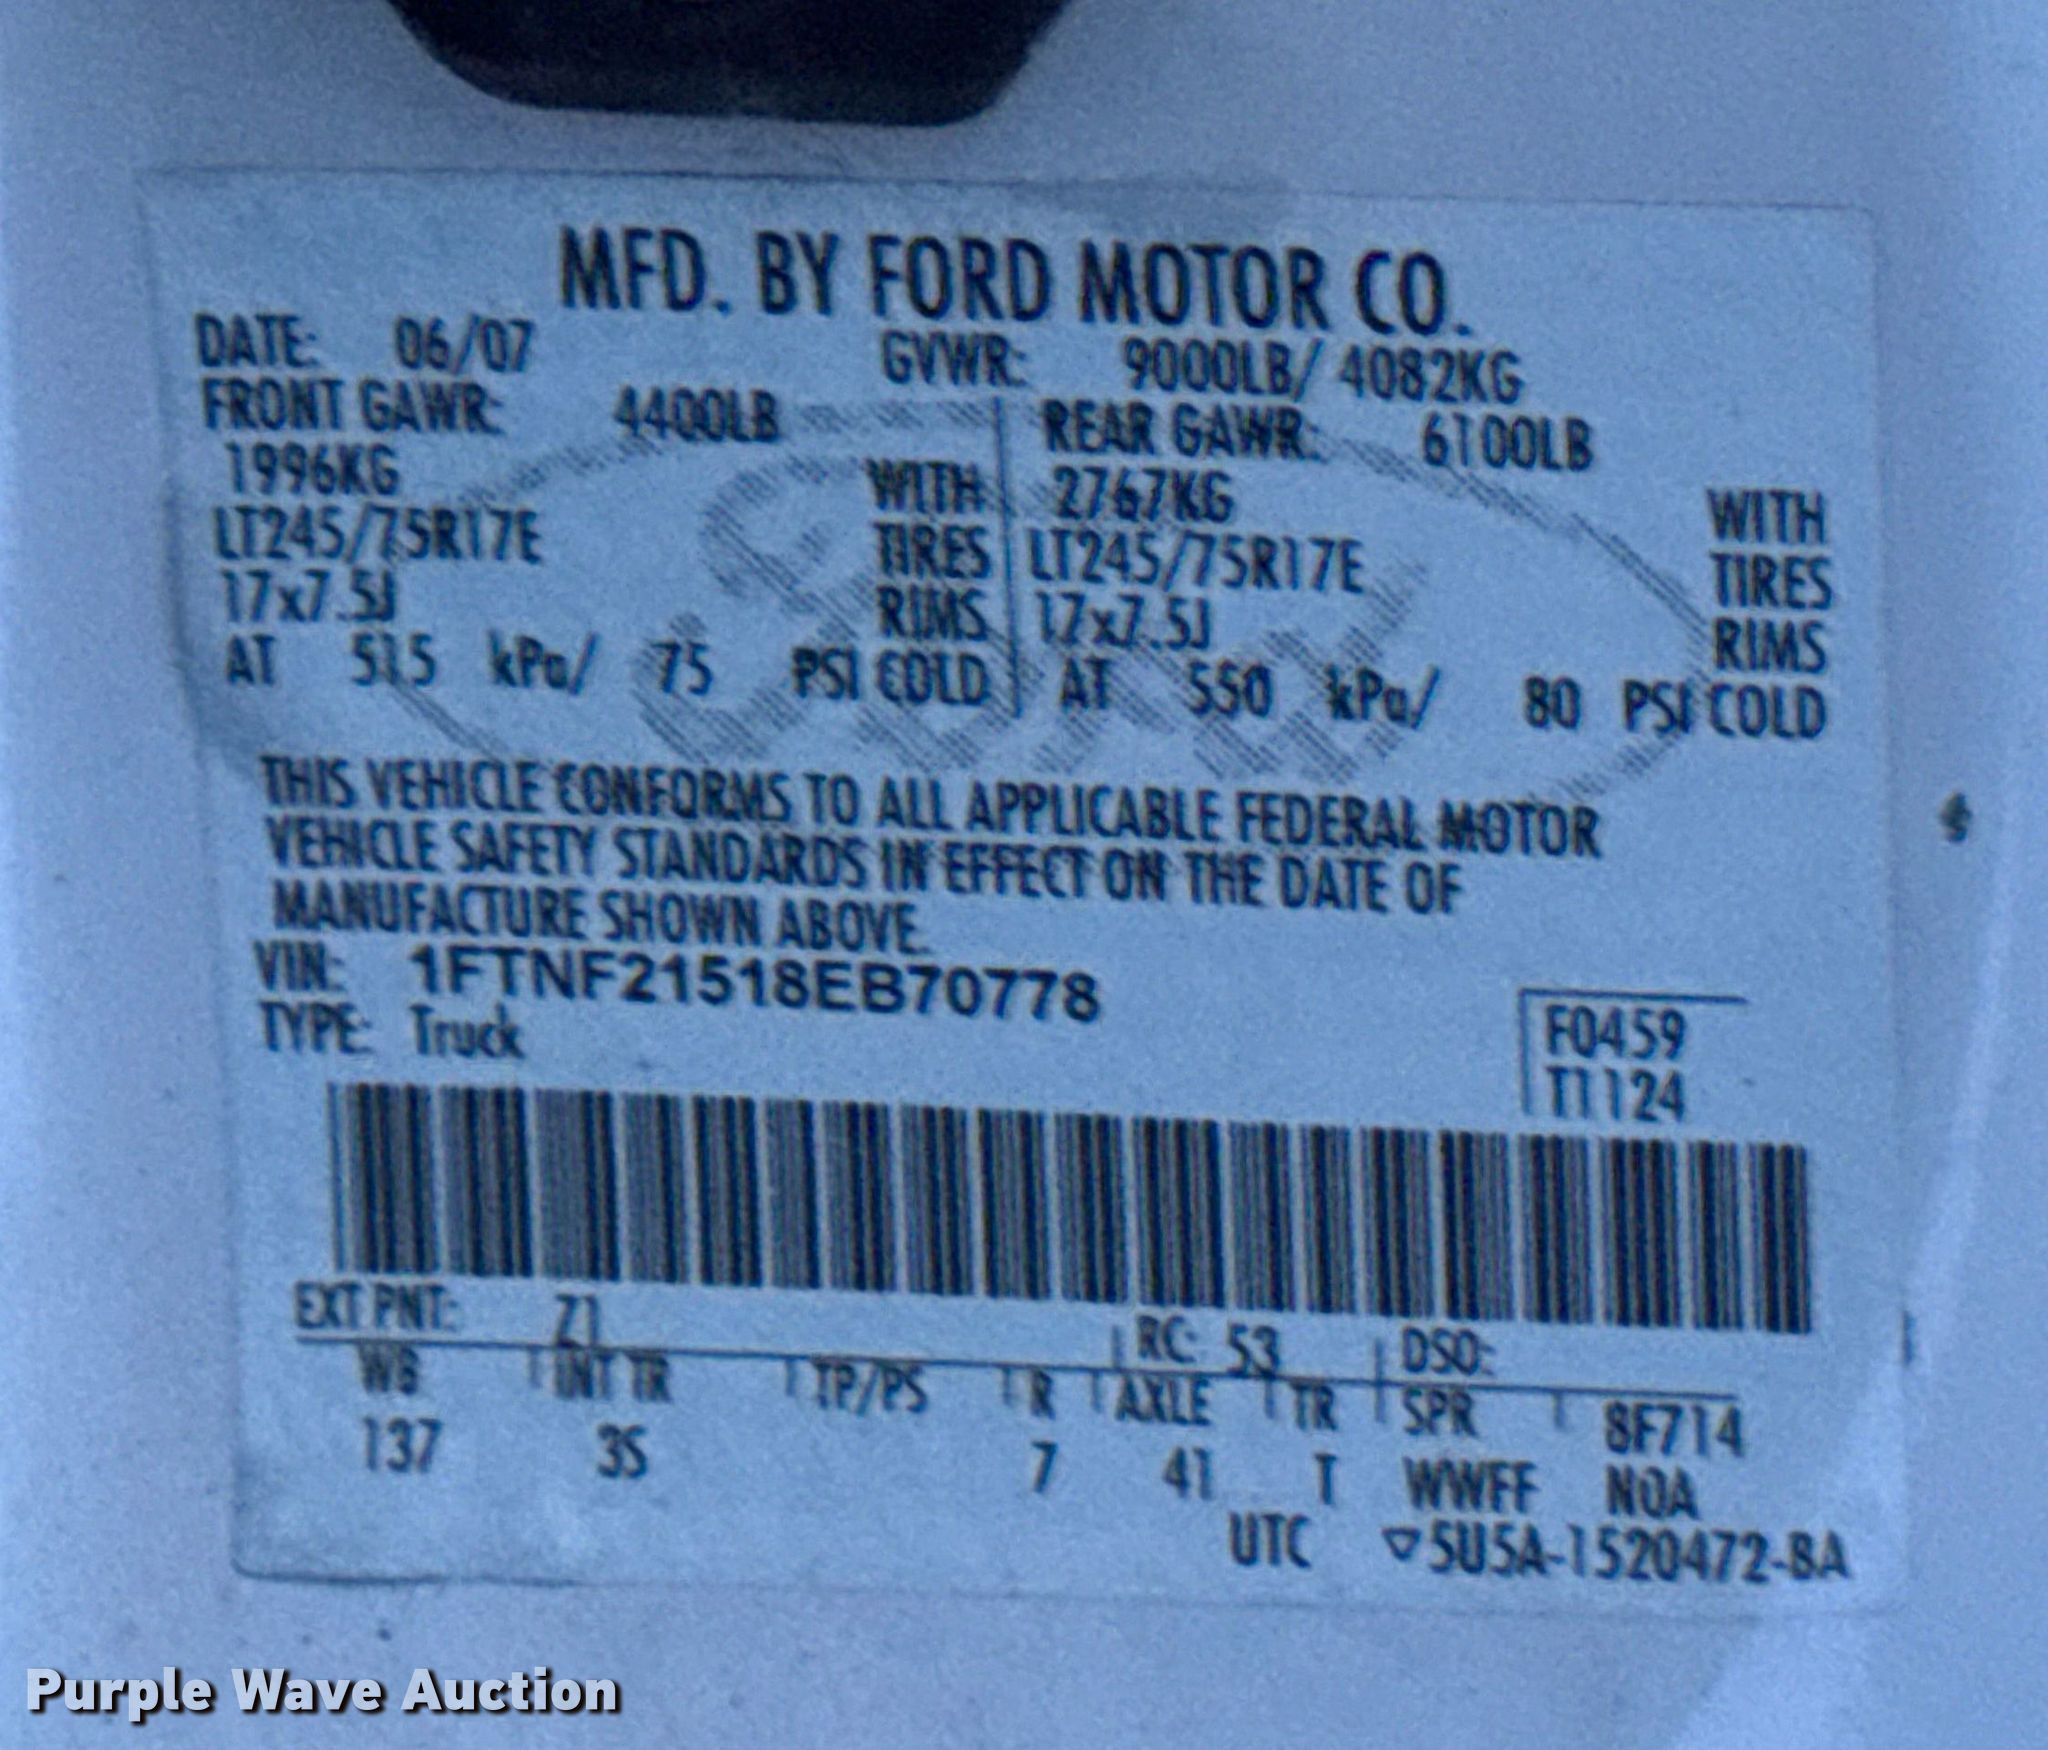 MFD. BY FORD MOTOR CO.
DATE: 06/07 GVWR: 9000LB/ 4082KG
FRONT GAWR: 4400LB REAR GAWR: 6100LB
1996KG WITH 2767KG WITH
LT245/75R17E TIRES LT245/75R17E TIRES
17x7.5J RIMS 17x7.5J RIMS
AT 515 kPa/ 75 PSI COLD AT 550 kPa/ 80 PSI COLD
THIS VEHICLE CONFORMS TO ALL APPLICABLE FEDERAL MOTOR
VEHICLE SAFETY STANDARDS IN EFFECT ON THE DATE OF
MANUFACTURE SHOWN ABOVE.
VIN: 1FTNF21518EB70778
TYPE: Truck
F0459
T1124
EXT PNT: Z1 RC: 53 DSO:
WB INT TR TP/PS R AXLE TR SPR 8F714
137 3S 7 41 T WWFF NOA
UTC ▽5U5A-1520472-BA
Purple Wave Auction